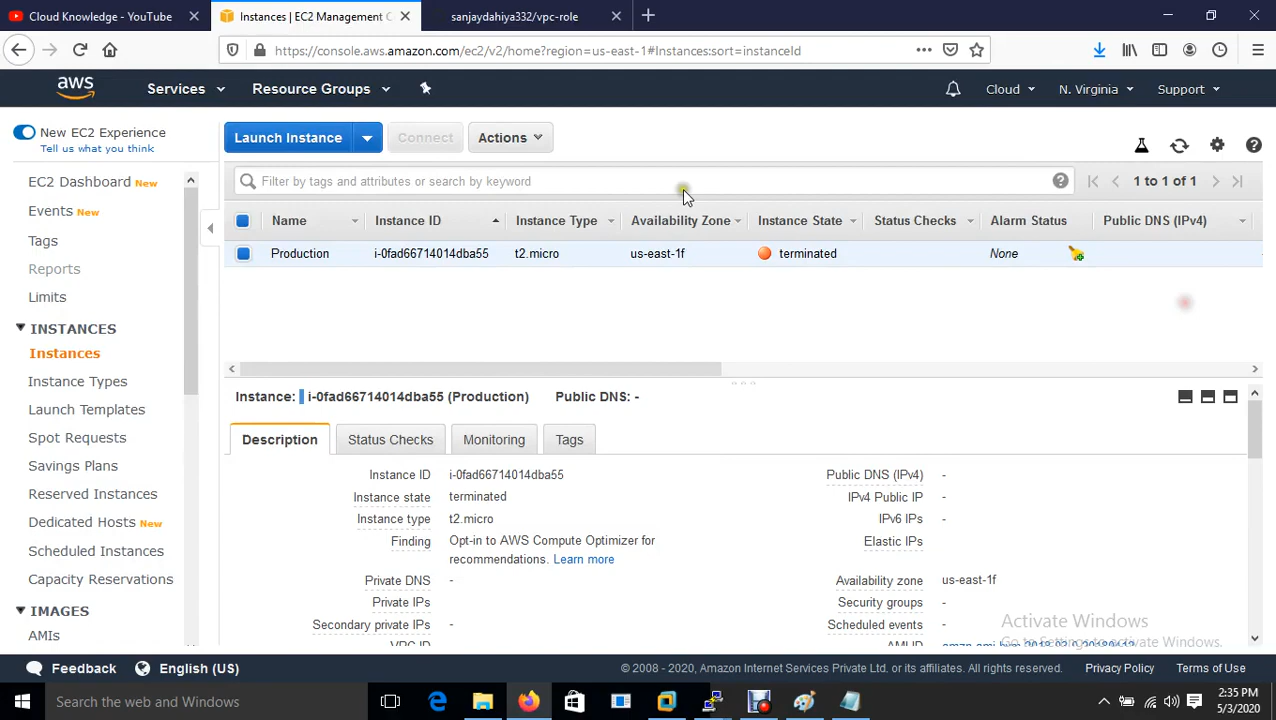 Cloud Knowledge - YouTube
Instances | EC2 Management C
sanjaydahiya332/vpc-role
https://console.aws.amazon.com/ec2/v2/home?region=us-east-1#Instances:sort=instanceId
aws
Services
Resource Groups
Cloud
N. Virginia
Support
New EC2 Experience
Tell us what you think
Launch Instance
Connect
Actions
EC2 Dashboard New
Events New
Tags
Reports
Limits
INSTANCES
Instances
Instance Types
Launch Templates
Spot Requests
Savings Plans
Reserved Instances
Dedicated Hosts New
Scheduled Instances
Capacity Reservations
IMAGES
AMIs
Filter by tags and attributes or search by keyword
1 to 1 of 1
Name Instance ID Instance Type Availability Zone Instance State Status Checks Alarm Status Public DNS (IPv4)
Production i-0fad66714014dba55 t2.micro us-east-1f terminated None -
Instance: i-0fad66714014dba55 (Production) Public DNS: -
Description Status Checks Monitoring Tags
Instance ID i-0fad66714014dba55
Instance state terminated
Instance type t2.micro
Finding Opt-in to AWS Compute Optimizer for
recommendations. Learn more
Private DNS -
Private IPs
Secondary private IPs -
Public DNS (IPv4) -
IPv4 Public IP -
IPv6 IPs -
Elastic IPs
Availability zone us-east-1f
Security groups -
Scheduled events -
Activate Windows
Go to Settings to activate Windows.
Feedback
English (US)
© 2008 - 2020, Amazon Internet Services Private Ltd. or its affiliates. All rights reserved.
Privacy Policy
Terms of Use
Search the web and Windows
2:35 PM
5/3/2020